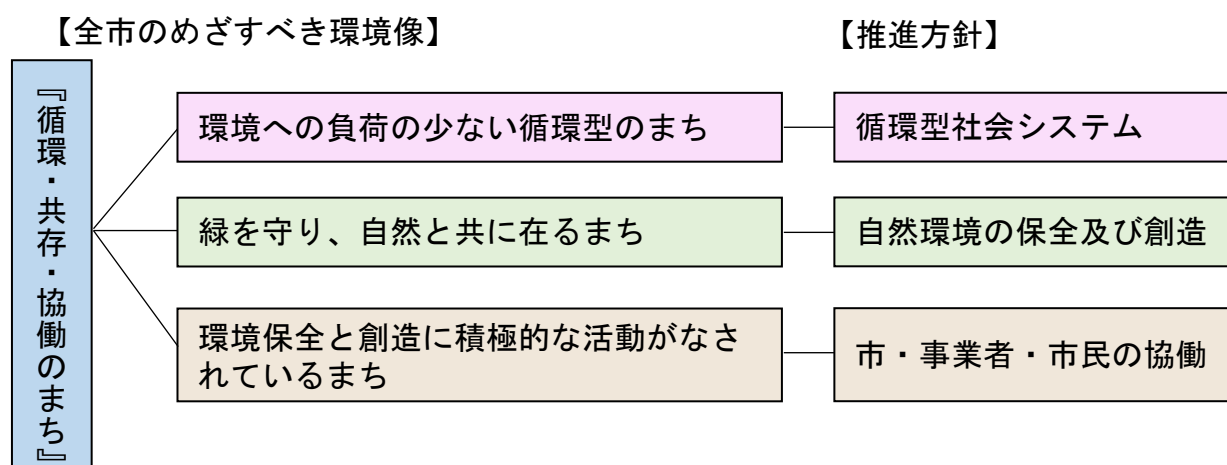 【全市のめざすべき環境像】
【推進方針】
『循環・共存・協働のまち』
環境への負荷の少ない循環型のまち
循環型社会システム
緑を守り、自然と共に在るまち
自然環境の保全及び創造
環境保全と創造に積極的な活動がなさ
れているまち
市・事業者・市民の協働